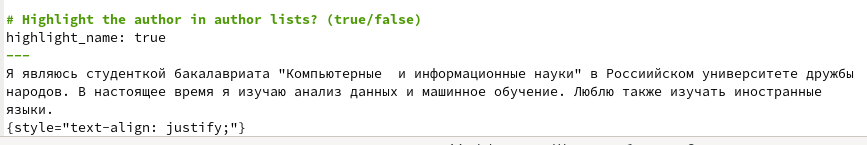 # Highlight the author in author lists? (true/false)
highlight_name: true
---
Я являюсь студенткой бакалавриата "Компьютерные  и информационные науки" в Россиийском университете дружбы
народов. В настоящее время я изучаю анализ данных и машинное обучение. Люблю также изучать иностранные
языки.
{style="text-align: justify;"}